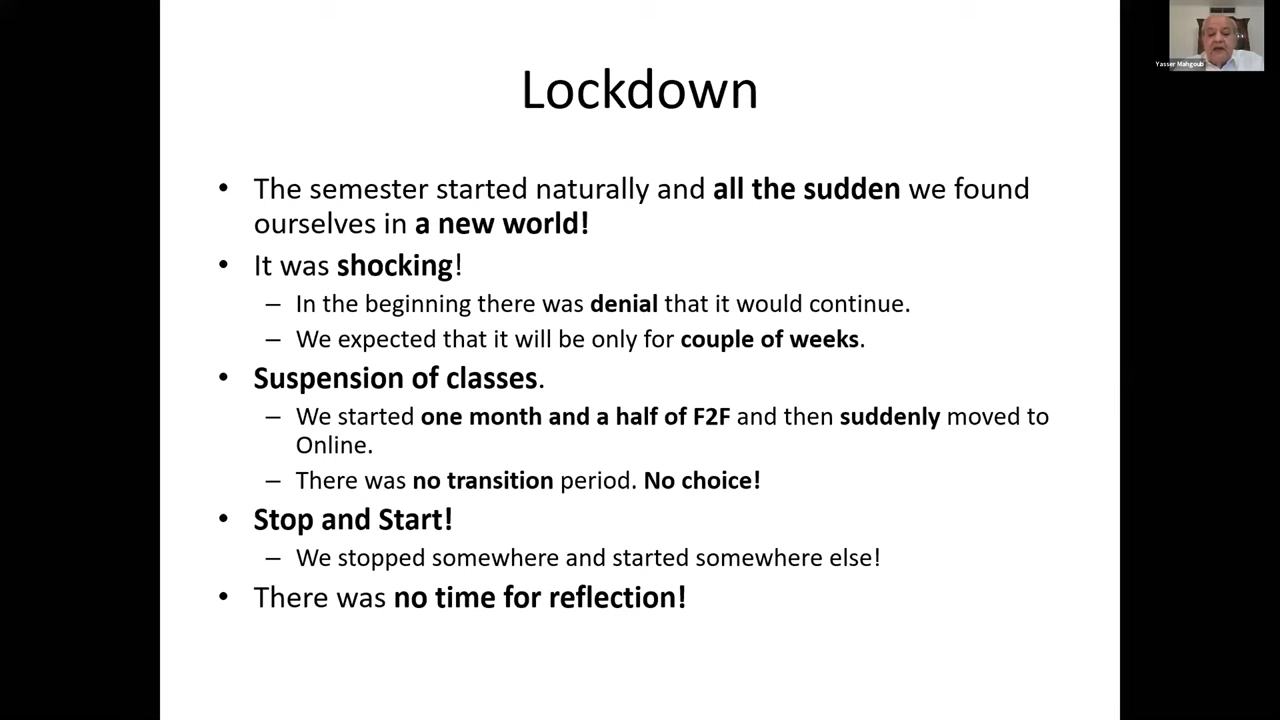 Yasser Mahgoub
Lockdown
• The semester started naturally and all the sudden we found
ourselves in a new world!
• It was shocking!
– In the beginning there was denial that it would continue.
– We expected that it will be only for couple of weeks.
• Suspension of classes.
– We started one month and a half of F2F and then suddenly moved to
Online.
– There was no transition period. No choice!
• Stop and Start!
– We stopped somewhere and started somewhere else!
• There was no time for reflection!